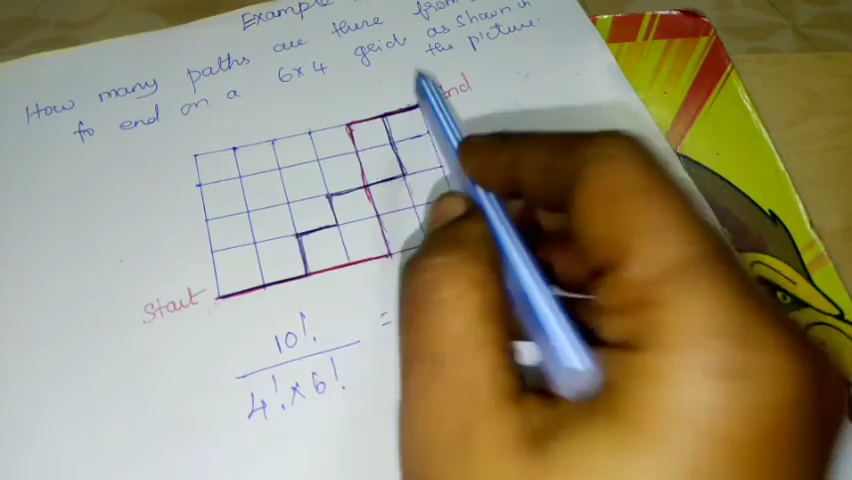 Example
How many paths are there from
to end on a 6x4 geid as shown in
the picture.
End
Start
10!
4! x 6!
=